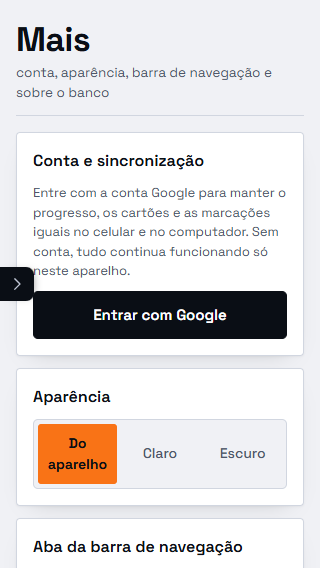 Mais
conta, aparência, barra de navegação e
sobre o banco
Conta e sincronização
Entre com a conta Google para manter o
progresso, os cartões e as marcações
iguais no celular e no computador. Sem
conta, tudo continua funcionando só
neste aparelho.
Entrar com Google
Aparência
Do
aparelho
Claro
Escuro
Aba da barra de navegação